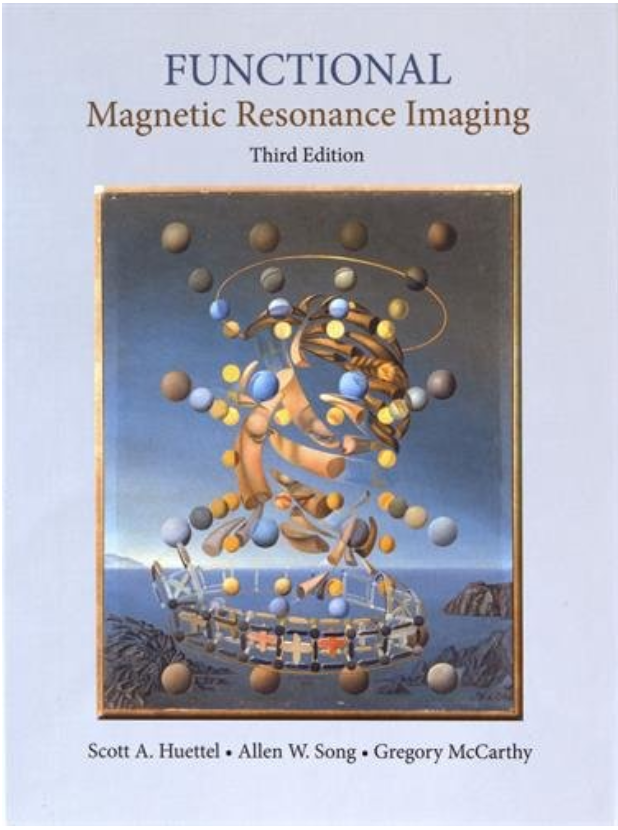 FUNCTIONAL
Magnetic Resonance Imaging
Third Edition
Scott A. Huettel • Allen W. Song • Gregory McCarthy